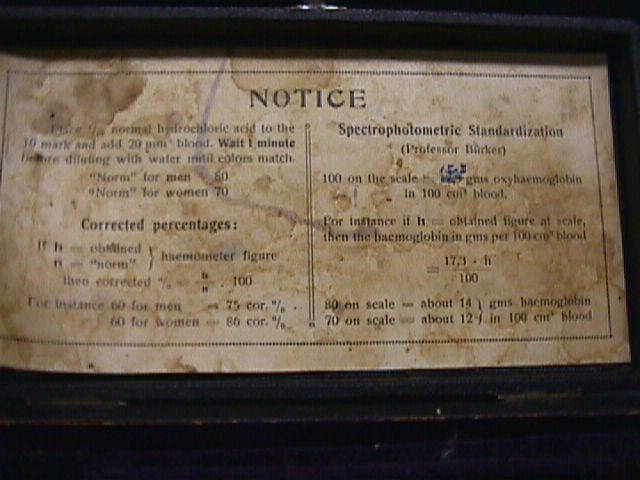 NOTICE
Place n/10 normal hydrochloric acid to the
10 mark and add 20 mm³ blood. Wait 1 minute
before diluting with water until colors match.
"Norm" for men 80
"Norm" for women 70
Corrected percentages:
If h = obtained } haemometer figure
n = "norm"
then corrected % = h/n . 100
For instance 60 for men = 75 cor. %
60 for women = 86 cor. %
Spectrophotometric Standardization
(Professor Bürker)
100 on the scale = gms oxyhaemoglobin
in 100 cm³ blood.
For instance if h = obtained figure at scale,
then the haemoglobin in gms per 100 cm³ blood
= 17,3 . h
100
80 on scale = about 14 } gms haemoglobin
70 on scale = about 12 } in 100 cm³ blood